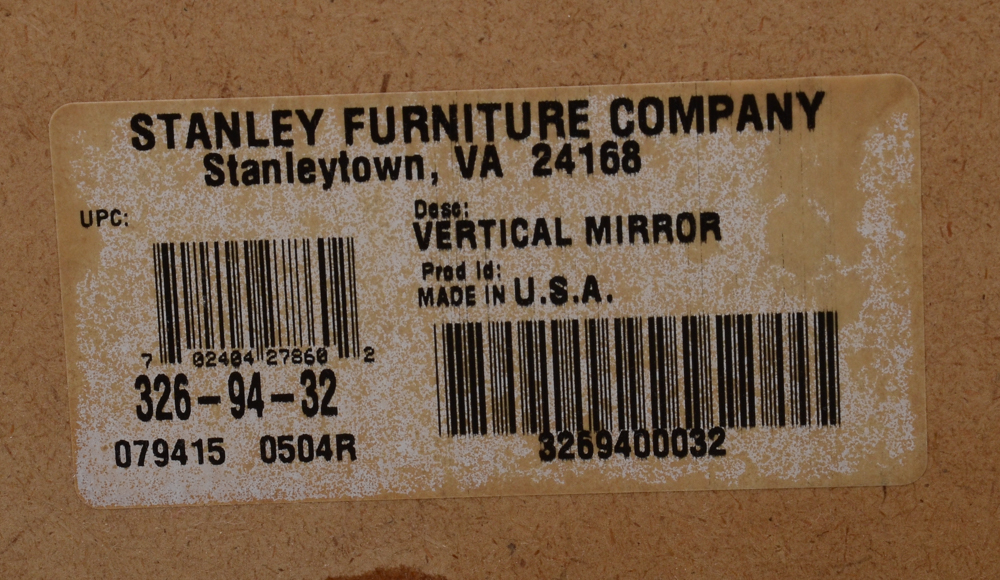 STANLEY FURNITURE COMPANY
Stanleytown, VA 24168
UPC:
7 02404 27860 2
326-94-32
079415 0504R
Desc:
VERTICAL MIRROR
Prod Id:
MADE IN U.S.A.
3269400032